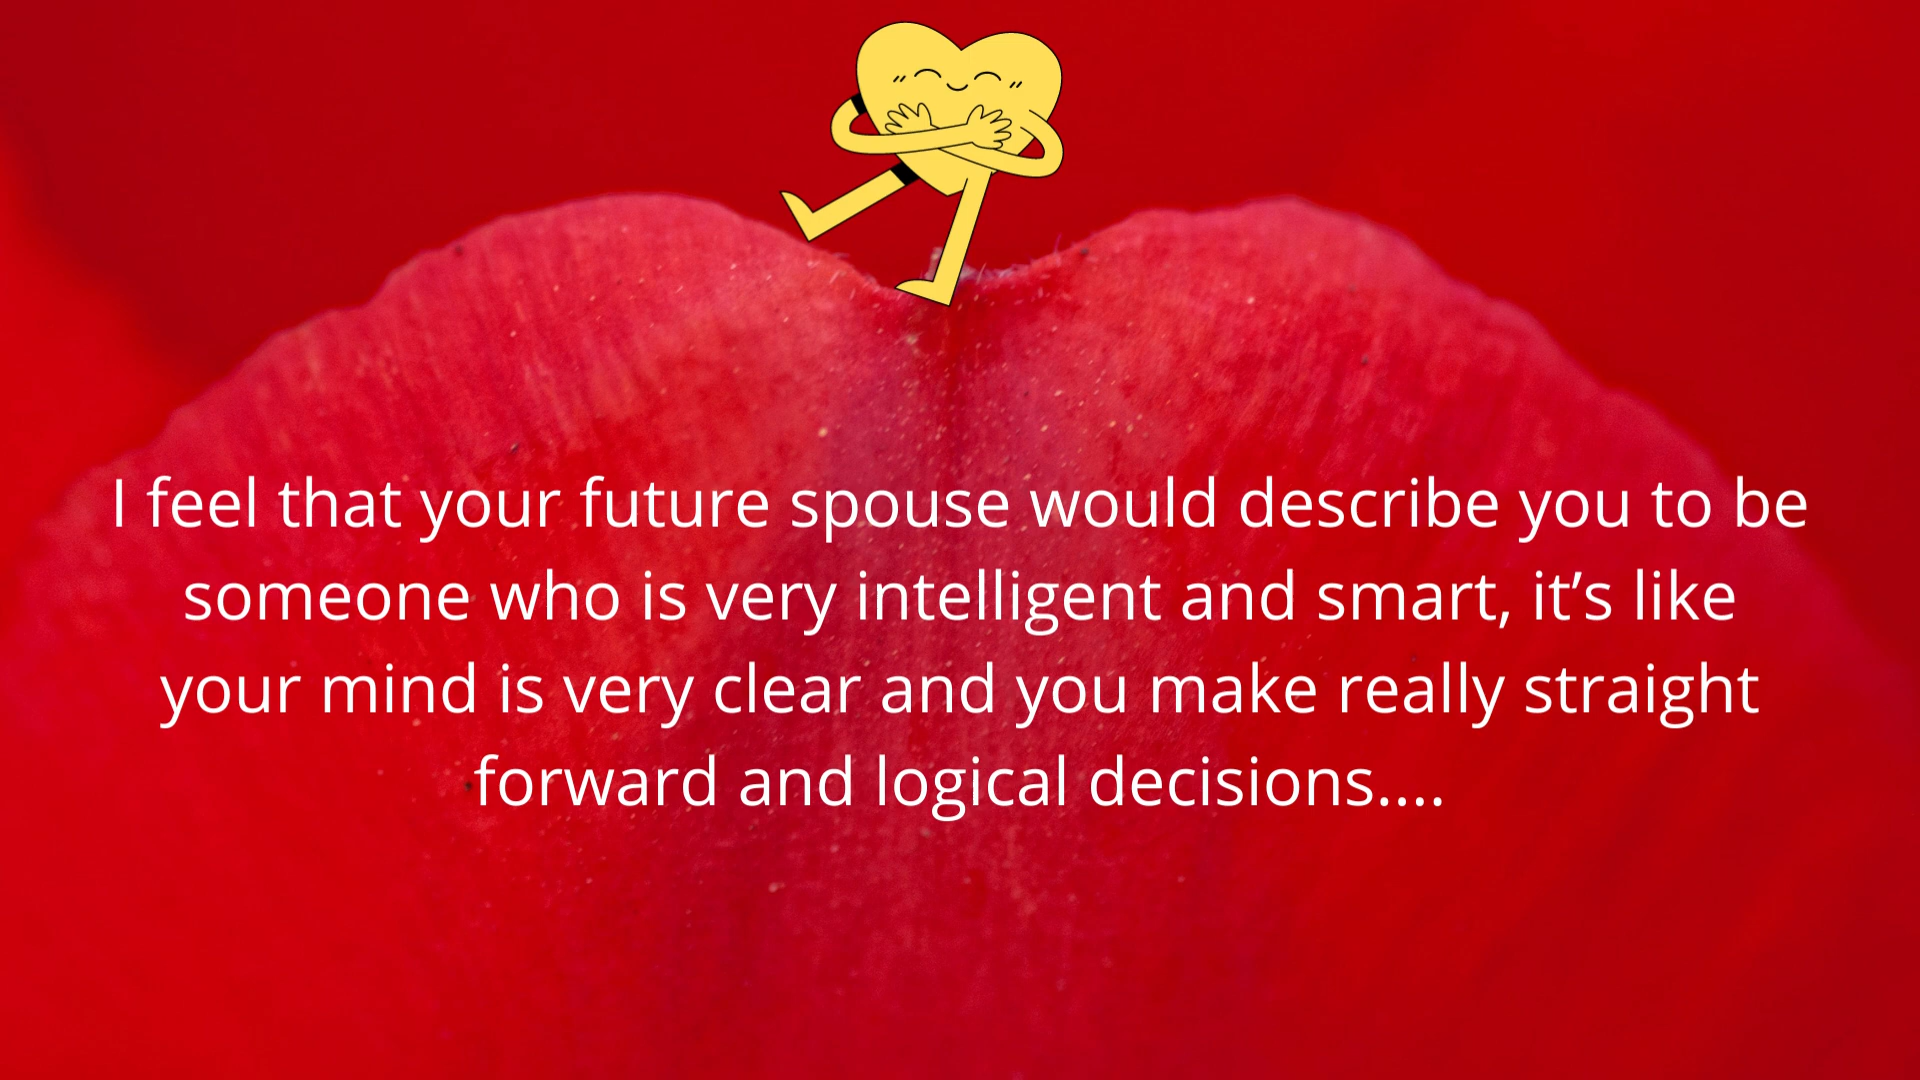 I feel that your future spouse would describe you to be
someone who is very intelligent and smart, it’s like
your mind is very clear and you make really straight
forward and logical decisions....